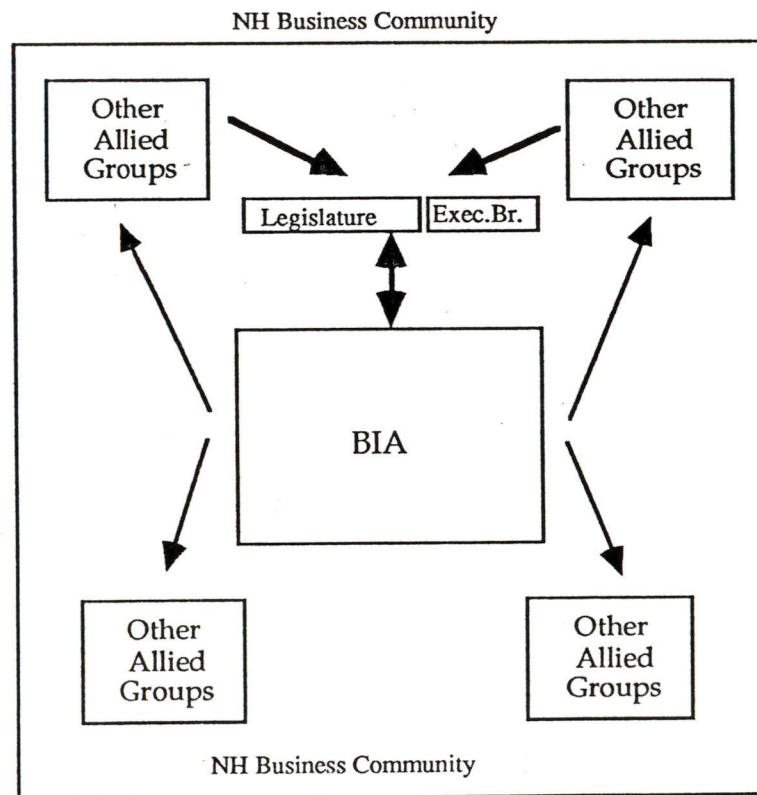 NH Business Community
Other
Allied
Groups
Other
Allied
Groups
Legislature
Exec.Br.
BIA
Other
Allied
Groups
Other
Allied
Groups
NH Business Community